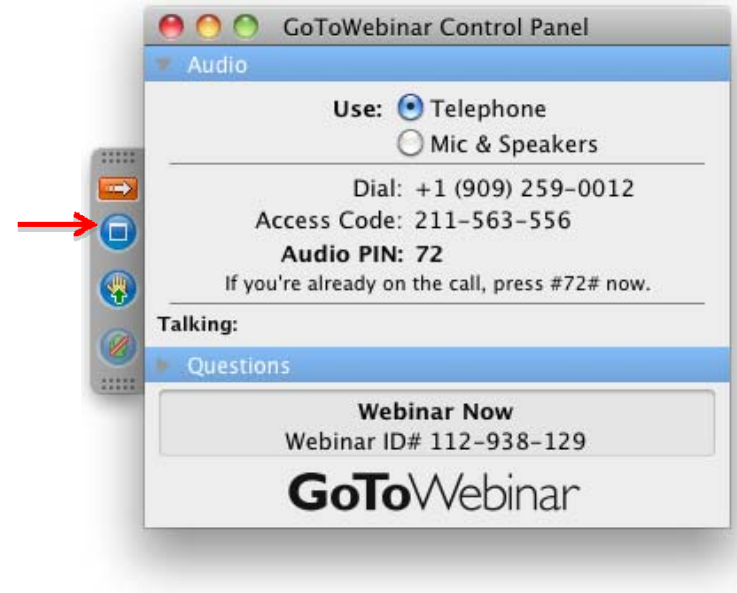 GoToWebinar Control Panel
Audio
Use: Telephone
Mic & Speakers
Dial: +1 (909) 259-0012
Access Code: 211-563-556
Audio PIN: 72
If you're already on the call, press #72# now.
Talking:
Questions
Webinar Now
Webinar ID# 112-938-129
GoToWebinar